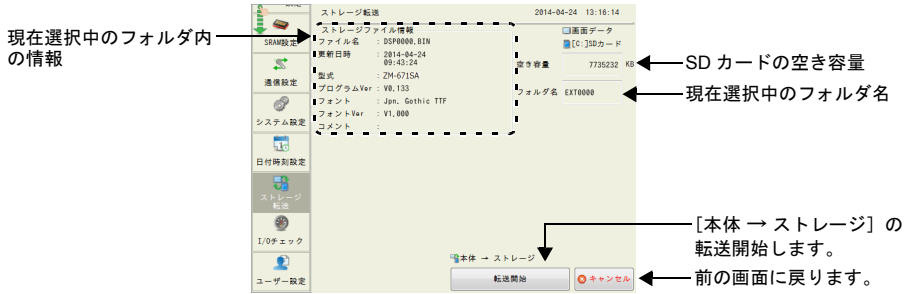 現在選択中のフォルダ内
の情報
SRAM設定
通信設定
システム設定
日付時刻設定
ストレージ
転送
I/Oチェック
ユーザー設定
ストレージ転送
2014-04-24 13:16:14
ストレージファイル情報
ファイル名 : DSP0000.BIN
更新日時 : 2014-04-24
09:43:24
型式 : ZM-671SA
プログラムVer : V0.133
フォント : Jpn. Gothic TTF
フォントVer : V1.000
コメント :
画面データ
[C:]SDカード
空き容量 7735232 KB
フォルダ名 EXT0000
本体 → ストレージ
転送開始
キャンセル
SD カードの空き容量
現在選択中のフォルダ名
[本体 → ストレージ] の
転送開始します。
前の画面に戻ります。